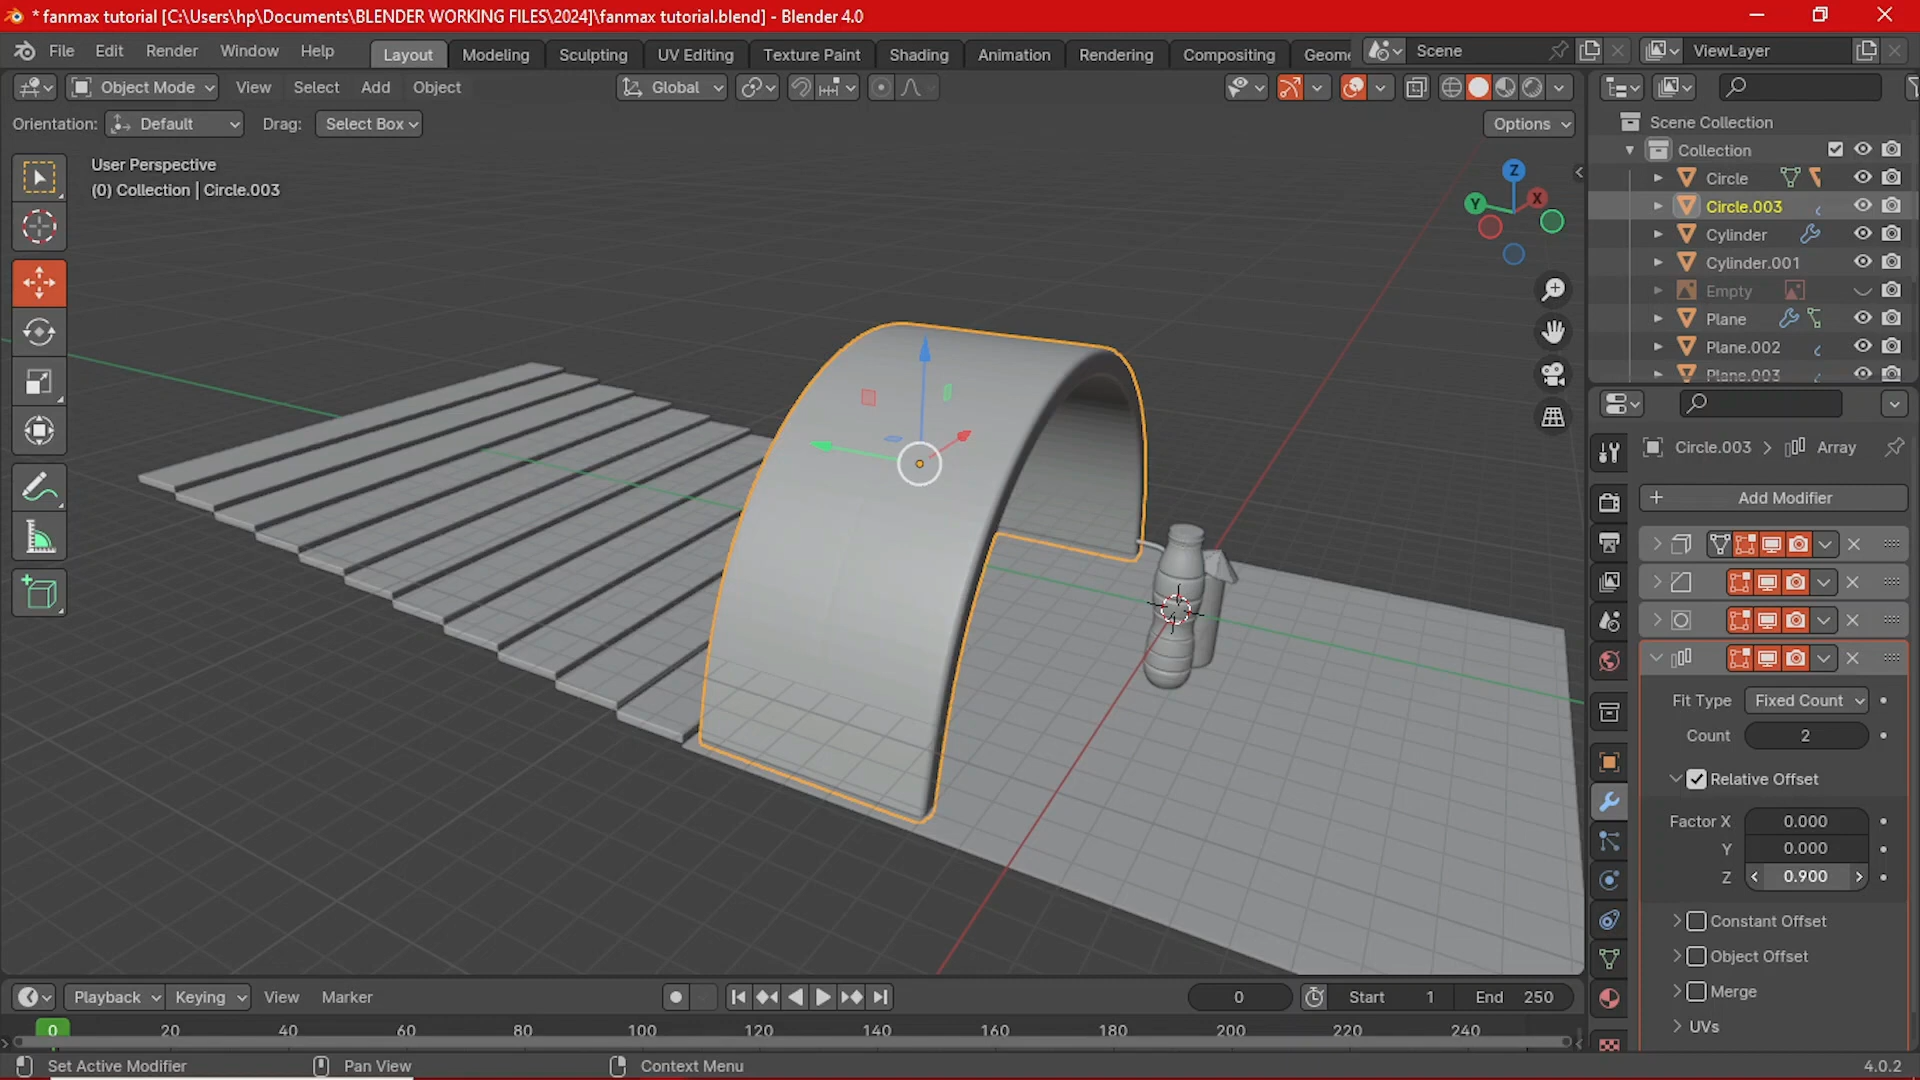 * fanmax tutorial [C:\Users\hp\Documents\BLENDER WORKING FILES\2024]\fanmax tutorial.blend] - Blender 4.0
File Edit Render Window Help Layout Modeling Sculpting UV Editing Texture Paint Shading Animation Rendering Compositing Geome Scene ViewLayer
Object Mode View Select Add Object Global
Orientation: Default Drag: Select Box Options
User Perspective
(0) Collection | Circle.003
Z
X
Y
Scene Collection
Collection
Circle
Circle.003
Cylinder
Cylinder.001
Empty
Plane
Plane.002
Plane.003
Circle.003 > Array
+ Add Modifier
Fit Type Fixed Count
Count 2
Relative Offset
Factor X 0.000
Y 0.000
Z 0.900
Constant Offset
Object Offset
Merge
UVs
Playback Keying View Marker 0 Start 1 End 250
0 20 40 60 80 100 120 140 160 180 200 220 240
Set Active Modifier Pan View Context Menu 4.0.2